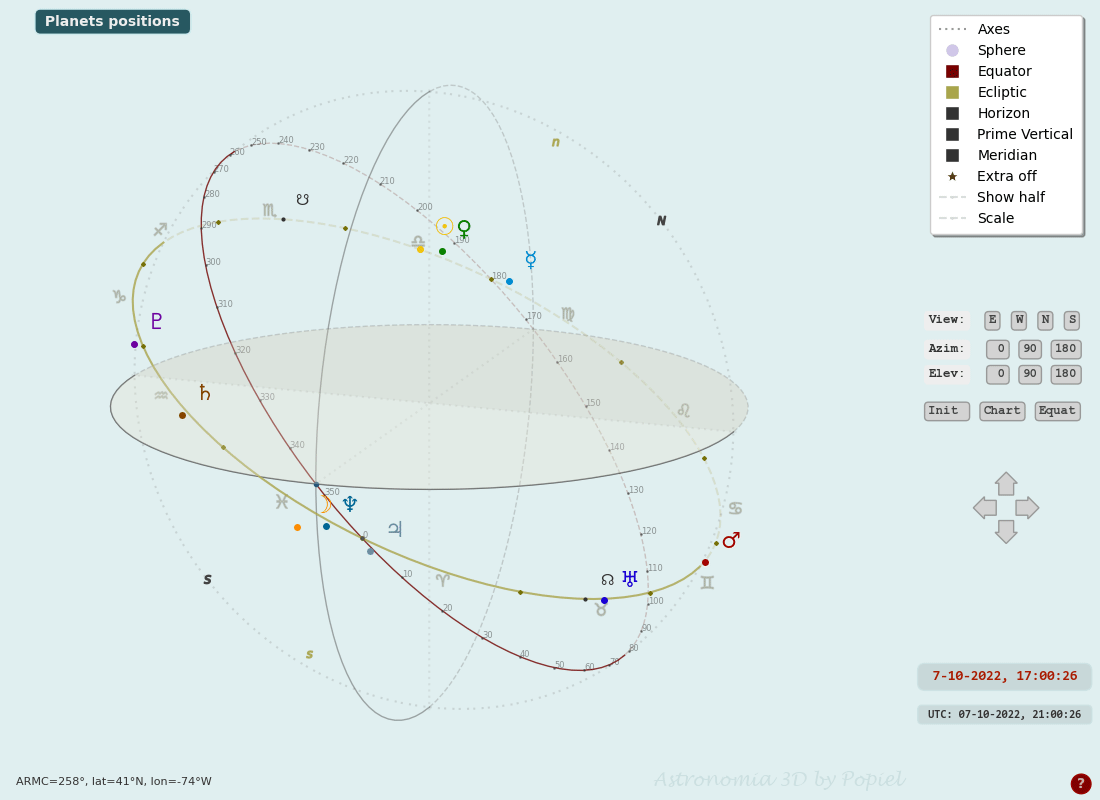 Planets positions
Axes
Sphere
Equator
Ecliptic
Horizon
Prime Vertical
Meridian
Extra off
Show half
Scale
n
N
S
s
250
240
230
220
210
200
190
180
170
160
150
140
130
120
110
100
90
80
70
60
50
40
30
20
10
0
350
340
330
320
310
300
290
280
270
260
View: E W N S
Azim: 0 90 180
Elev: 0 90 180
Init Chart Equat
7-10-2022, 17:00:26
UTC: 07-10-2022, 21:00:26
ARMC=258°, lat=41°N, lon=-74°W
Astronomia 3D by Popiel
?